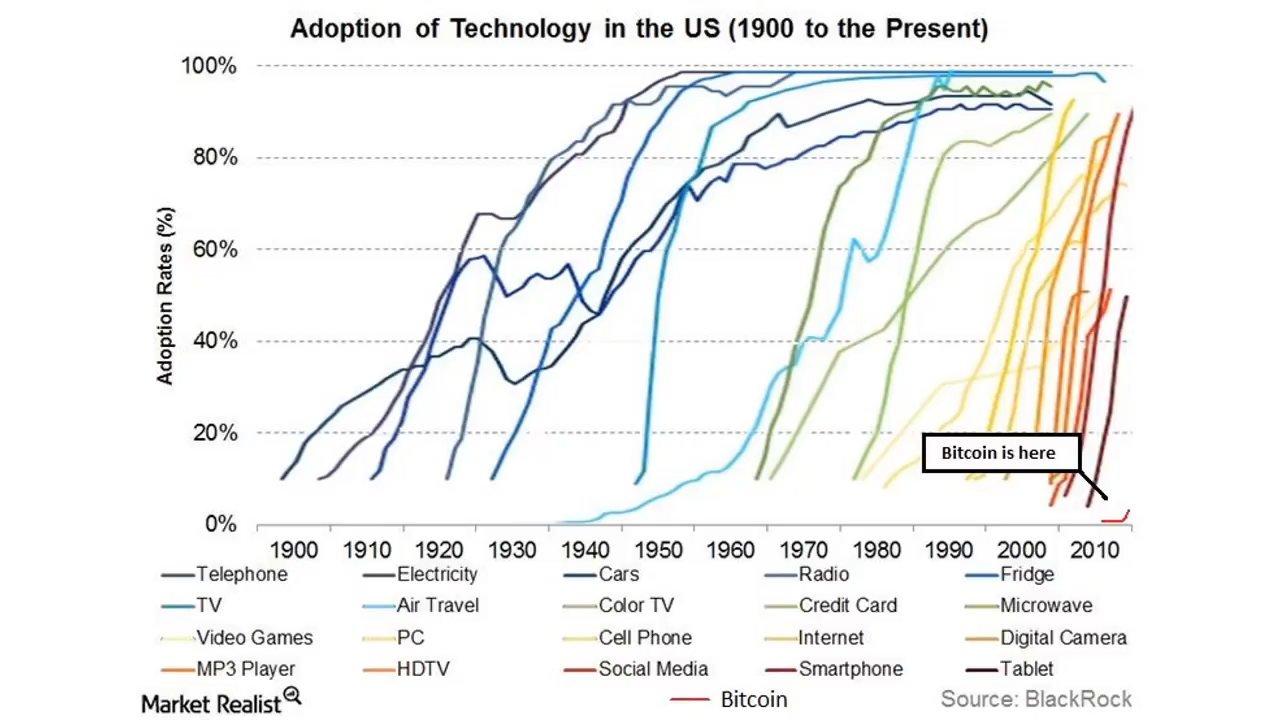 Adoption of Technology in the US (1900 to the Present)
Adoption Rates (%)
100%
80%
60%
40%
20%
0%
Bitcoin is here
1900 1910 1920 1930 1940 1950 1960 1970 1980 1990 2000 2010
Telephone Electricity Cars Radio Fridge
TV Air Travel Color TV Credit Card Microwave
Video Games PC Cell Phone Internet Digital Camera
MP3 Player HDTV Social Media Smartphone Tablet
Market Realist Bitcoin Source: BlackRock